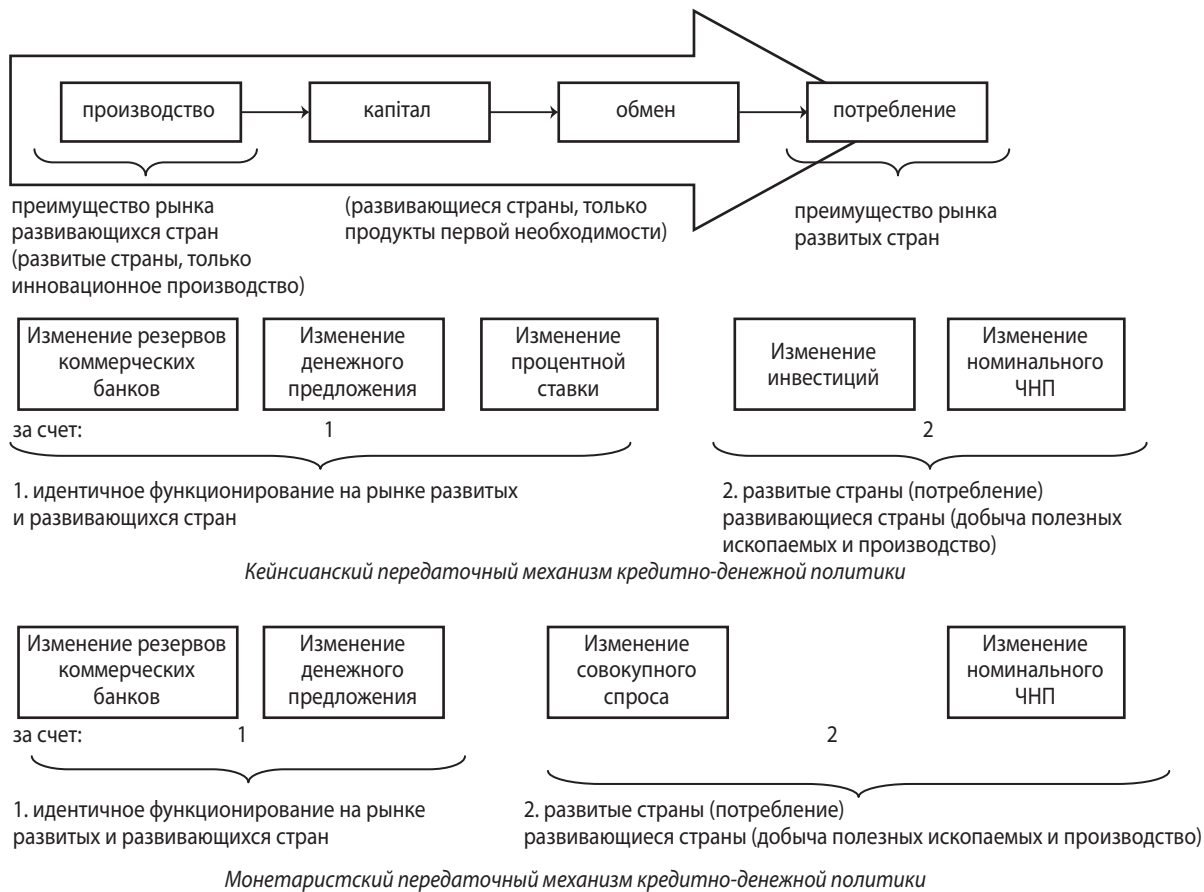 производство
капітал
обмен
потребление
преимущество рынка
развивающихся стран
(развитые страны, только
инновационное производство)
(развивающиеся страны, только
продукты первой необходимости)
преимущество рынка
развитых стран
Изменение резервов
коммерческих
банков
Изменение
денежного
предложения
Изменение
процентной
ставки
Изменение
инвестиций
Изменение
номинального
ЧНП
за счет:
1
2
1. идентичное функционирование на рынке развитых
и развивающихся стран
2. развитые страны (потребление)
развивающиеся страны (добыча полезных
ископаемых и производство)
Кейнсианский передаточный механизм кредитно-денежной политики
Изменение резервов
коммерческих
банков
Изменение
денежного
предложения
Изменение
совокупного
спроса
Изменение
номинального
ЧНП
за счет:
1
2
1. идентичное функционирование на рынке
развитых и развивающихся стран
2. развитые страны (потребление)
развивающиеся страны (добыча полезных ископаемых и производство)
Монетаристский передаточный механизм кредитно-денежной политики